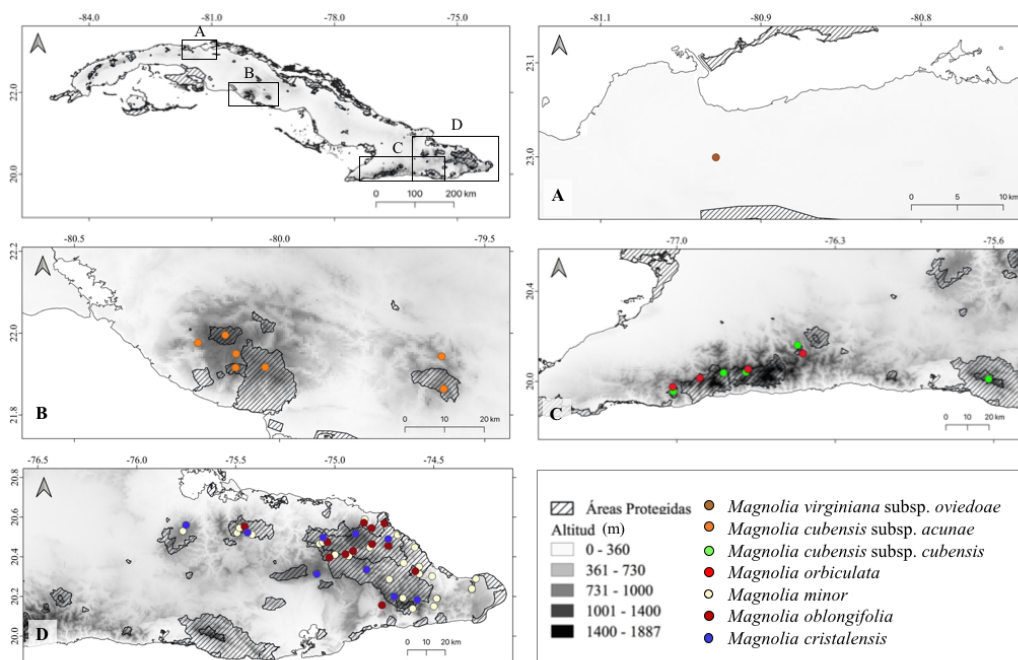 -84.0 -81.0 -78.0 -75.0
22.0
20.0
A
B
C
D
0 100 200 km
-81.1 -80.9 -80.8
23.1
23.0
A
0 5 10 km
-80.5 -80.0 -79.5
22.2
22.0
21.8
B
0 10 20 km
-77.0 -76.3 -75.6
20.4
20.0
C
0 10 20 km
-76.5 -76.0 -75.5 -75.0 -74.5
20.8
20.6
20.4
20.2
20.0
D
0 10 20 km
Áreas Protegidas
Altitud (m)
0 - 360
361 - 730
731 - 1000
1001 - 1400
1400 - 1887
Magnolia virginiana subsp. oviedoae
Magnolia cubensis subsp. acunae
Magnolia cubensis subsp. cubensis
Magnolia orbiculata
Magnolia minor
Magnolia oblongifolia
Magnolia cristalensis